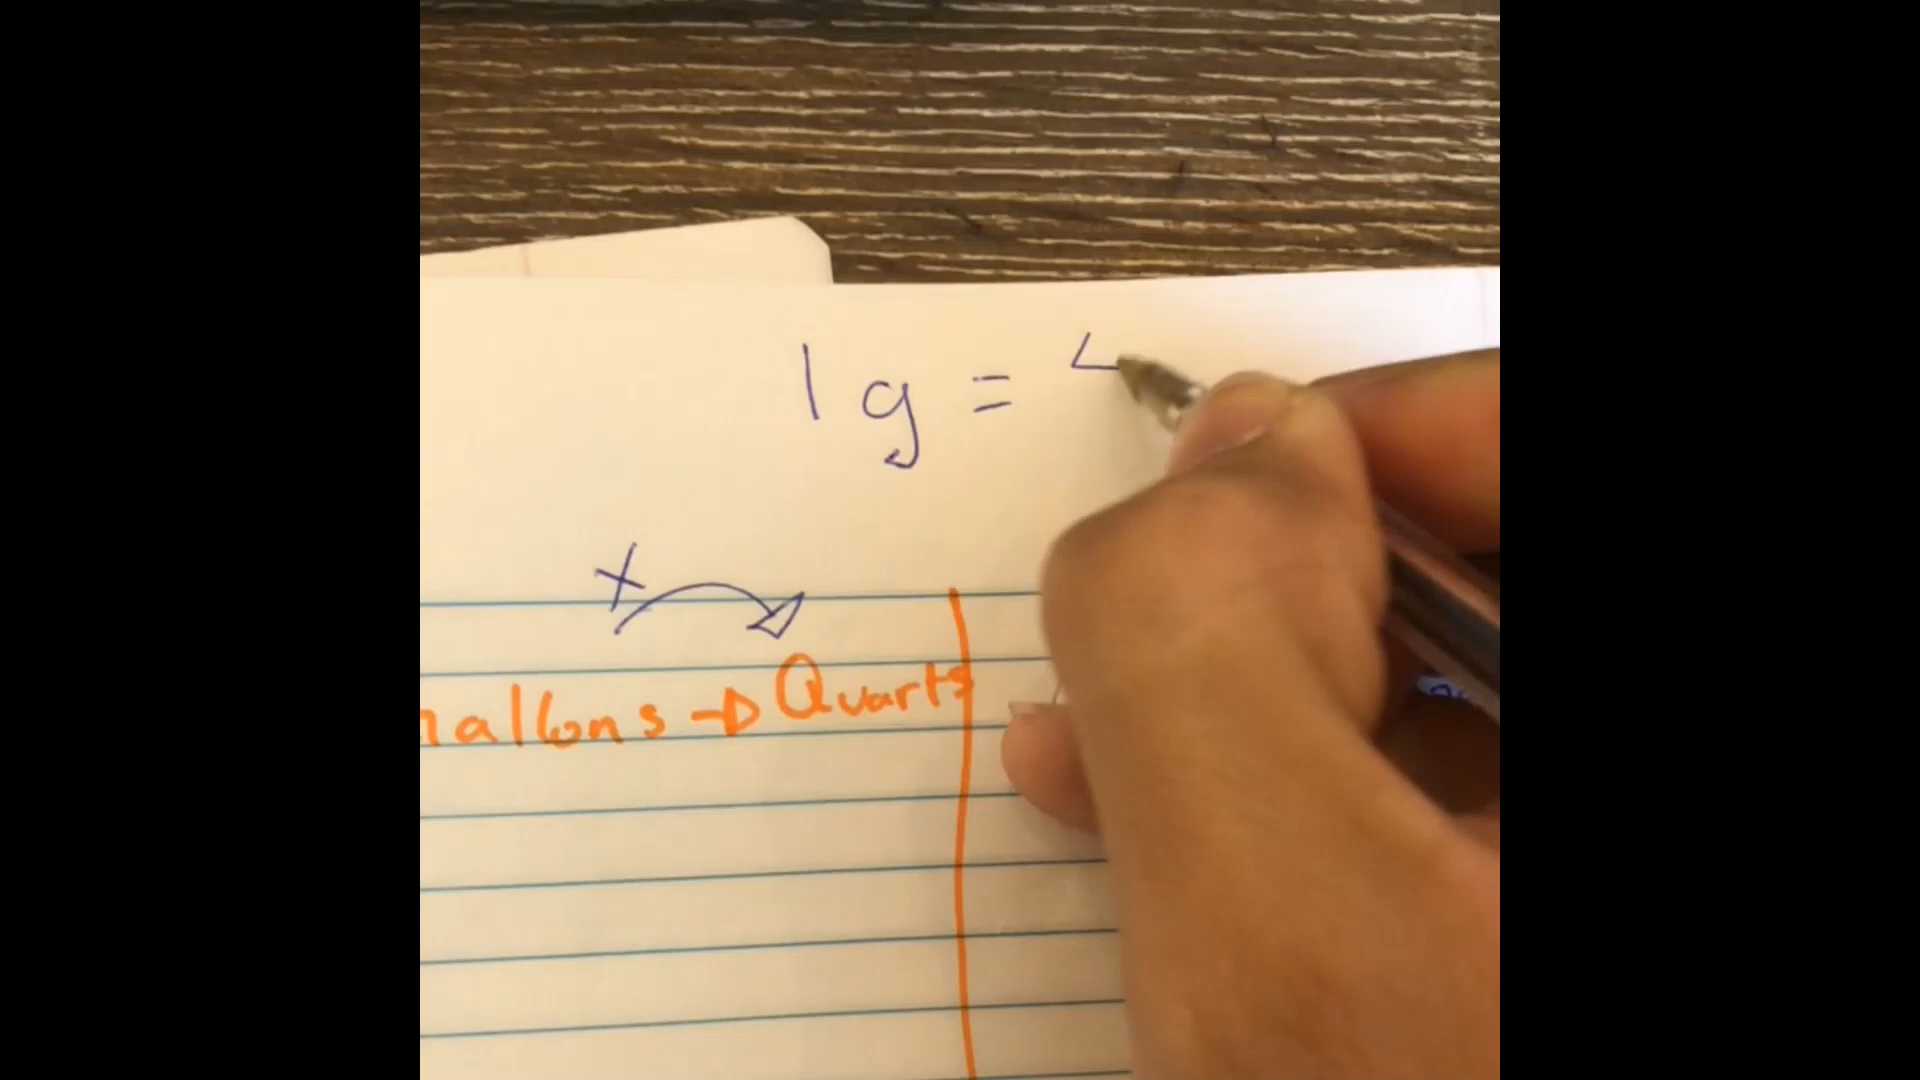 1 g =
x
allons → Quarts